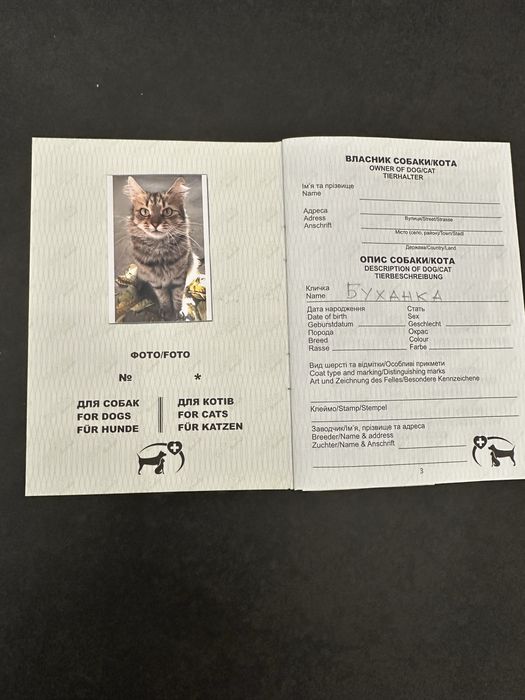 ФОТО/FOTO
№ *
ДЛЯ СОБАК
FOR DOGS
FÜR HUNDE
ДЛЯ КОТІВ
FOR CATS
FÜR KATZEN
ВЛАСНИК СОБАКИ/КОТА
OWNER OF DOG/CAT
TIERHALTER
Ім'я та прізвище
Name
Адреса
Adress
Anschrift
Вулиця/Street/Strasse
Місто (село, район)/Town/Stadt
Держава/Country/Land
ОПИС СОБАКИ/КОТА
DESCRIPTION OF DOG/CAT
TIERBESCHREIBUNG
Кличка
Name БУХАНКА
Дата народження
Date of birth
Geburtsdatum
Порода
Breed
Rasse
Стать
Sex
Geschlecht
Окрас
Colour
Farbe
Вид шерсті та відмітки/Особливі прикмети
Coat type and marking/Distinguishing marks
Art und Zeichnung des Felles/Besondere Kennzeichene
Клеймо/Stamp/Stempel
Заводчик/Ім'я, прізвище та адреса
Breeder/Name & address
Zuchter/Name & Anschrift
3